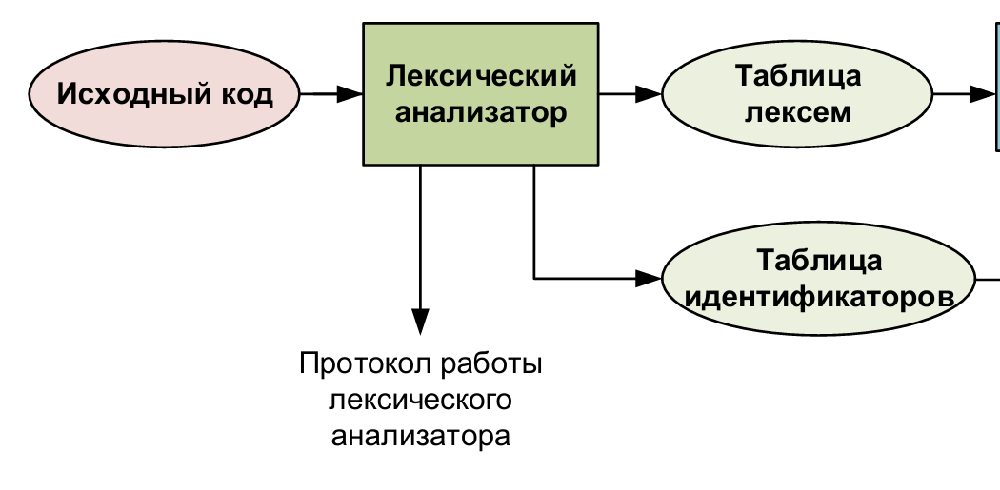 Исходный код
Лексический
анализатор
Таблица
лексем
Таблица
идентификаторов
Протокол работы
лексического
анализатора